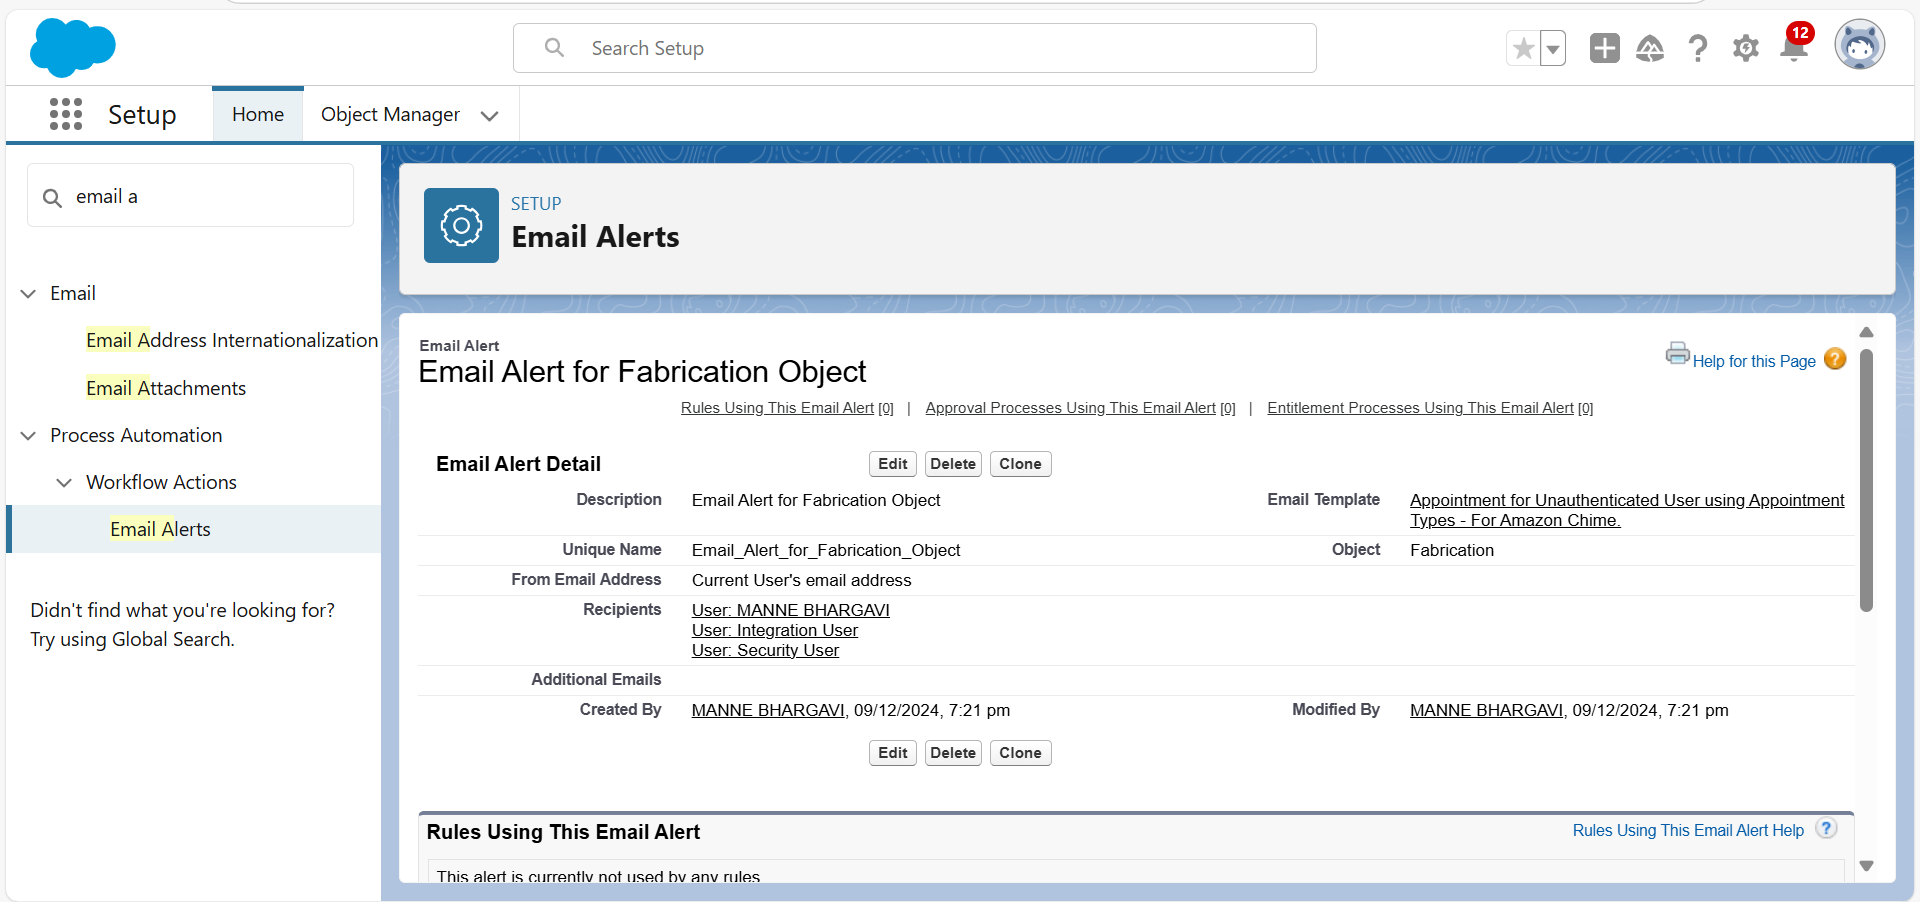 Search Setup
12
Setup
Home
Object Manager
email a
Email
Email Address Internationalization
Email Attachments
Process Automation
Workflow Actions
Email Alerts
Didn't find what you're looking for?
Try using Global Search.
SETUP
Email Alerts
Email Alert
Email Alert for Fabrication Object
Help for this Page ?
Rules Using This Email Alert [0] | Approval Processes Using This Email Alert [0] | Entitlement Processes Using This Email Alert [0]
Email Alert Detail Edit Delete Clone
Description Email Alert for Fabrication Object Email Template Appointment for Unauthenticated User using Appointment
Types - For Amazon Chime.
Unique Name Email_Alert_for_Fabrication_Object Object Fabrication
From Email Address Current User's email address
Recipients User: MANNE BHARGAVI
User: Integration User
User: Security User
Additional Emails
Created By MANNE BHARGAVI, 09/12/2024, 7:21 pm Modified By MANNE BHARGAVI, 09/12/2024, 7:21 pm
Edit Delete Clone
Rules Using This Email Alert Rules Using This Email Alert Help ?
This alert is currently not used by any rules